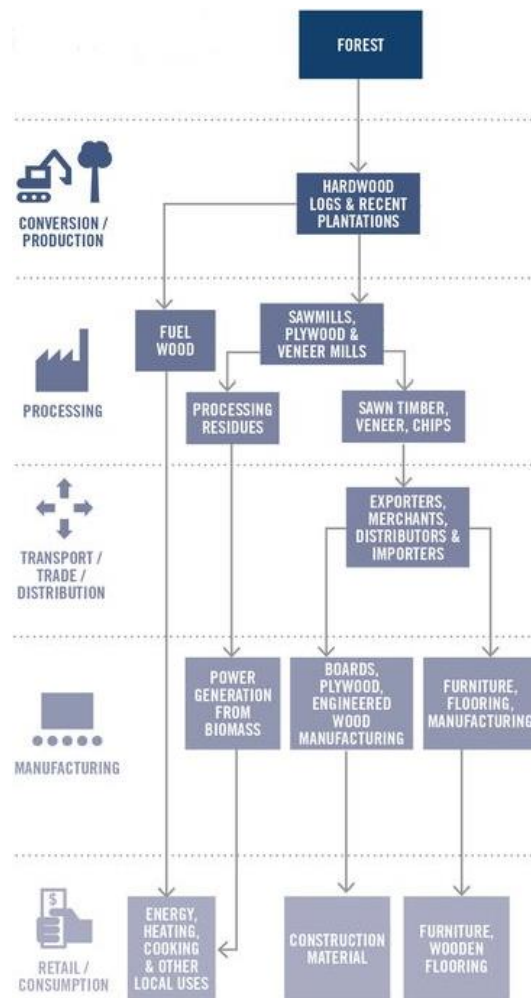 FOREST
HARDWOOD
LOGS & RECENT
PLANTATIONS
CONVERSION /
PRODUCTION
FUEL
WOOD
SAWMILLS,
PLYWOOD &
VENEER MILLS
PROCESSING
RESIDUES
SAWN TIMBER,
VENEER, CHIPS
PROCESSING
EXPORTERS,
MERCHANTS,
DISTRIBUTORS &
IMPORTERS
TRANSPORT /
TRADE /
DISTRIBUTION
POWER
GENERATION
FROM
BIOMASS
BOARDS,
PLYWOOD,
ENGINEERED
WOOD
MANUFACTURING
FURNITURE,
FLOORING,
MANUFACTURING
MANUFACTURING
$
RETAIL /
CONSUMPTION
ENERGY,
HEATING,
COOKING
& OTHER
LOCAL USES
CONSTRUCTION
MATERIAL
FURNITURE,
WOODEN
FLOORING